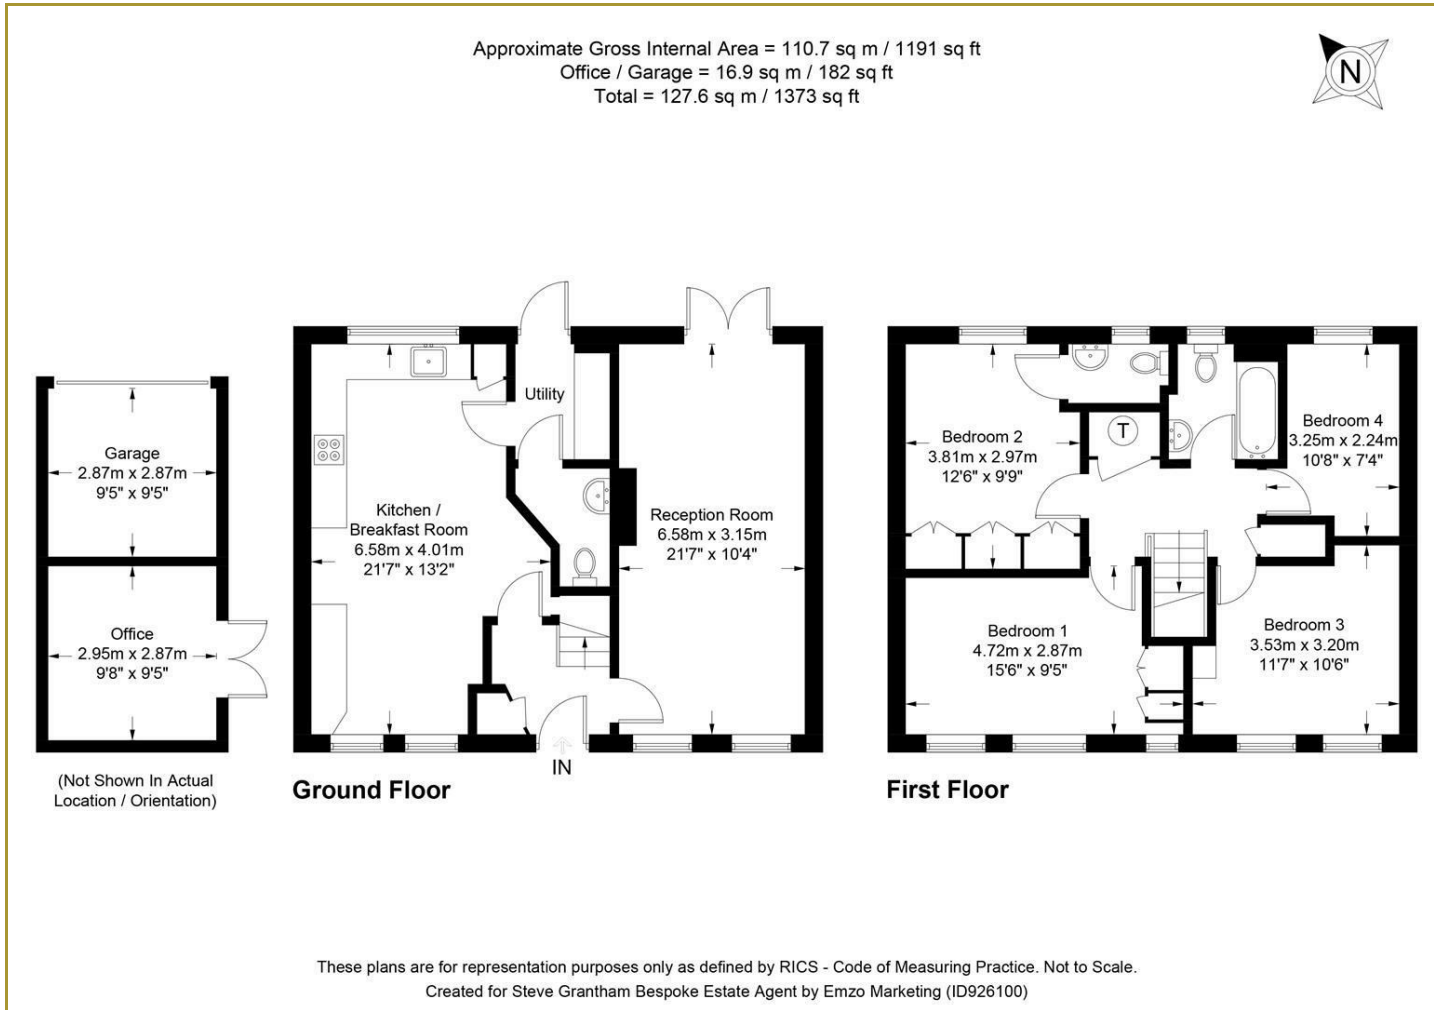 Approximate Gross Internal Area = 110.7 sq m / 1191 sq ft
Office / Garage = 16.9 sq m / 182 sq ft
Total = 127.6 sq m / 1373 sq ft
N
Garage
2.87m x 2.87m
9'5" x 9'5"
Office
2.95m x 2.87m
9'8" x 9'5"
(Not Shown In Actual
Location / Orientation)
Utility
Kitchen /
Breakfast Room
6.58m x 4.01m
21'7" x 13'2"
Reception Room
6.58m x 3.15m
21'7" x 10'4"
IN
Ground Floor
Bedroom 2
3.81m x 2.97m
12'6" x 9'9"
T
Bedroom 4
3.25m x 2.24m
10'8" x 7'4"
Bedroom 1
4.72m x 2.87m
15'6" x 9'5"
Bedroom 3
3.53m x 3.20m
11'7" x 10'6"
First Floor
These plans are for representation purposes only as defined by RICS - Code of Measuring Practice. Not to Scale.
Created for Steve Grantham Bespoke Estate Agent by Emzo Marketing (ID926100)